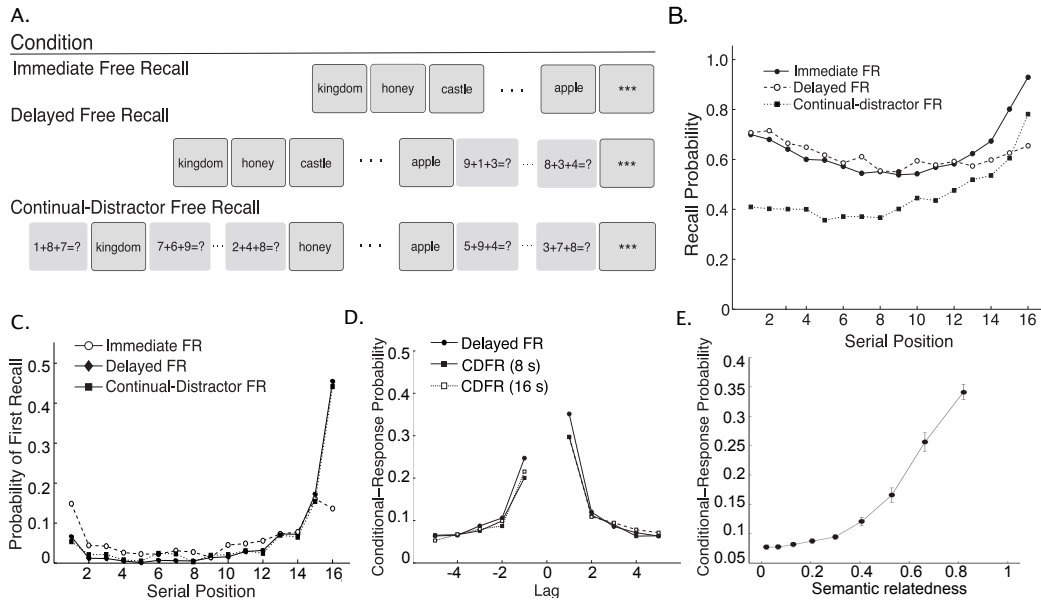 A.
Condition
Immediate Free Recall
kingdom honey castle · · · apple ***
Delayed Free Recall
kingdom honey castle · · · apple 9+1+3=? ··· 8+3+4=? ***
Continual-Distractor Free Recall
1+8+7=? kingdom 7+6+9=? ··· 2+4+8=? honey · · · apple 5+9+4=? ···· 3+7+8=? ***
B.
Immediate FR
Delayed FR
Continual-distractor FR
Recall Probability
1.0
0.8
0.6
0.4
0.2
0.0
2 4 6 8 10 12 14 16
Serial Position
C.
Immediate FR
Delayed FR
Continual-Distractor FR
Probability of First Recall
0.5
0.4
0.3
0.2
0.1
0
2 4 6 8 10 12 14 16
Serial Position
D.
Delayed FR
CDFR (8 s)
CDFR (16 s)
Conditional–Response Probability
0.5
0.4
0.3
0.2
0.1
0.0
-4 -2 0 2 4
Lag
E.
Conditional–Response Probability
0.4
0.35
0.3
0.25
0.2
0.15
0.1
0.05
0 0.2 0.4 0.6 0.8 1
Semantic relatedness